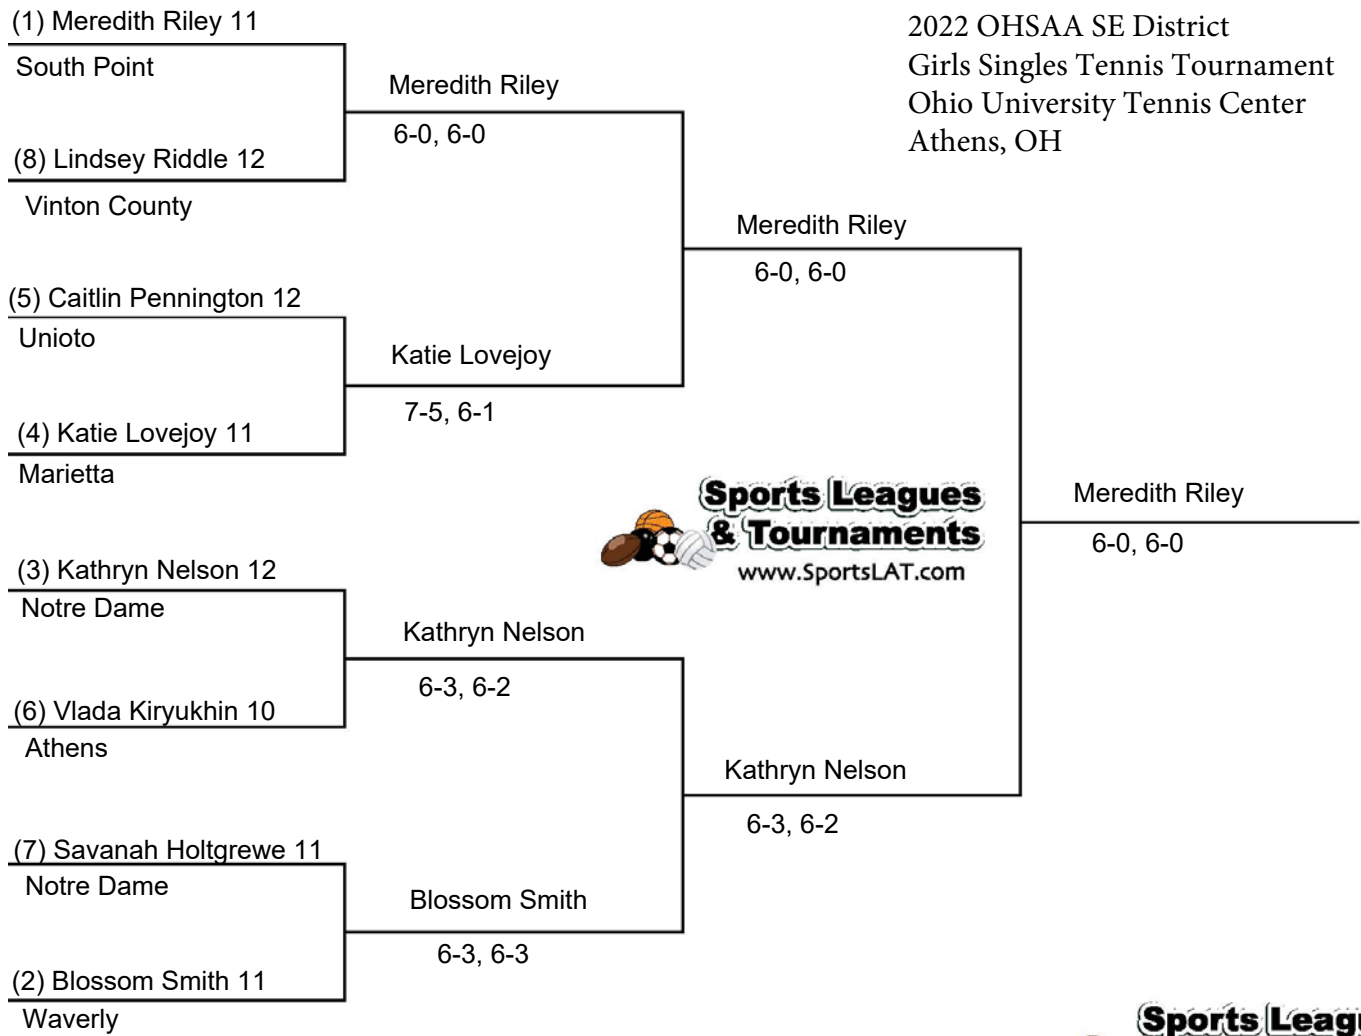 (1) Meredith Riley 11
South Point
(8) Lindsey Riddle 12
Vinton County
(5) Caitlin Pennington 12
Unioto
(4) Katie Lovejoy 11
Marietta
(3) Kathryn Nelson 12
Notre Dame
(6) Vlada Kiryukhin 10
Athens
(7) Savanah Holtgrewe 11
Notre Dame
(2) Blossom Smith 11
Waverly
Meredith Riley
6-0, 6-0
Katie Lovejoy
7-5, 6-1
Kathryn Nelson
6-3, 6-2
Blossom Smith
6-3, 6-3
Meredith Riley
6-0, 6-0
Kathryn Nelson
6-3, 6-2
Meredith Riley
6-0, 6-0
2022 OHSAA SE District
Girls Singles Tennis Tournament
Ohio University Tennis Center
Athens, OH
Sports Leagues
& Tournaments
www.SportsLAT.com
Sports